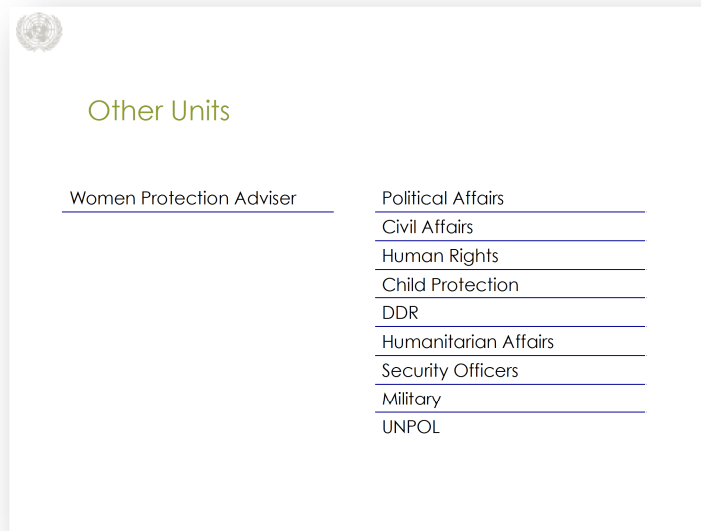 Other Units
Women Protection Adviser
Political Affairs
Civil Affairs
Human Rights
Child Protection
DDR
Humanitarian Affairs
Security Officers
Military
UNPOL